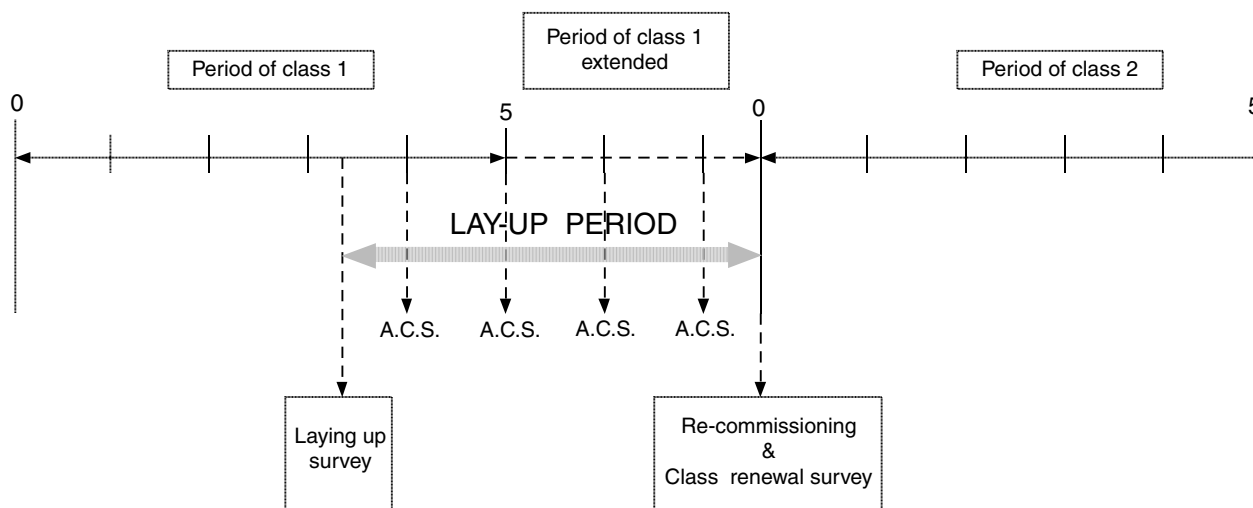 Period of class 1
Period of class 1
extended
Period of class 2
0
5
0
5
LAY-UP PERIOD
A.C.S.
A.C.S.
A.C.S.
A.C.S.
Laying up
survey
Re-commissioning
&
Class renewal survey